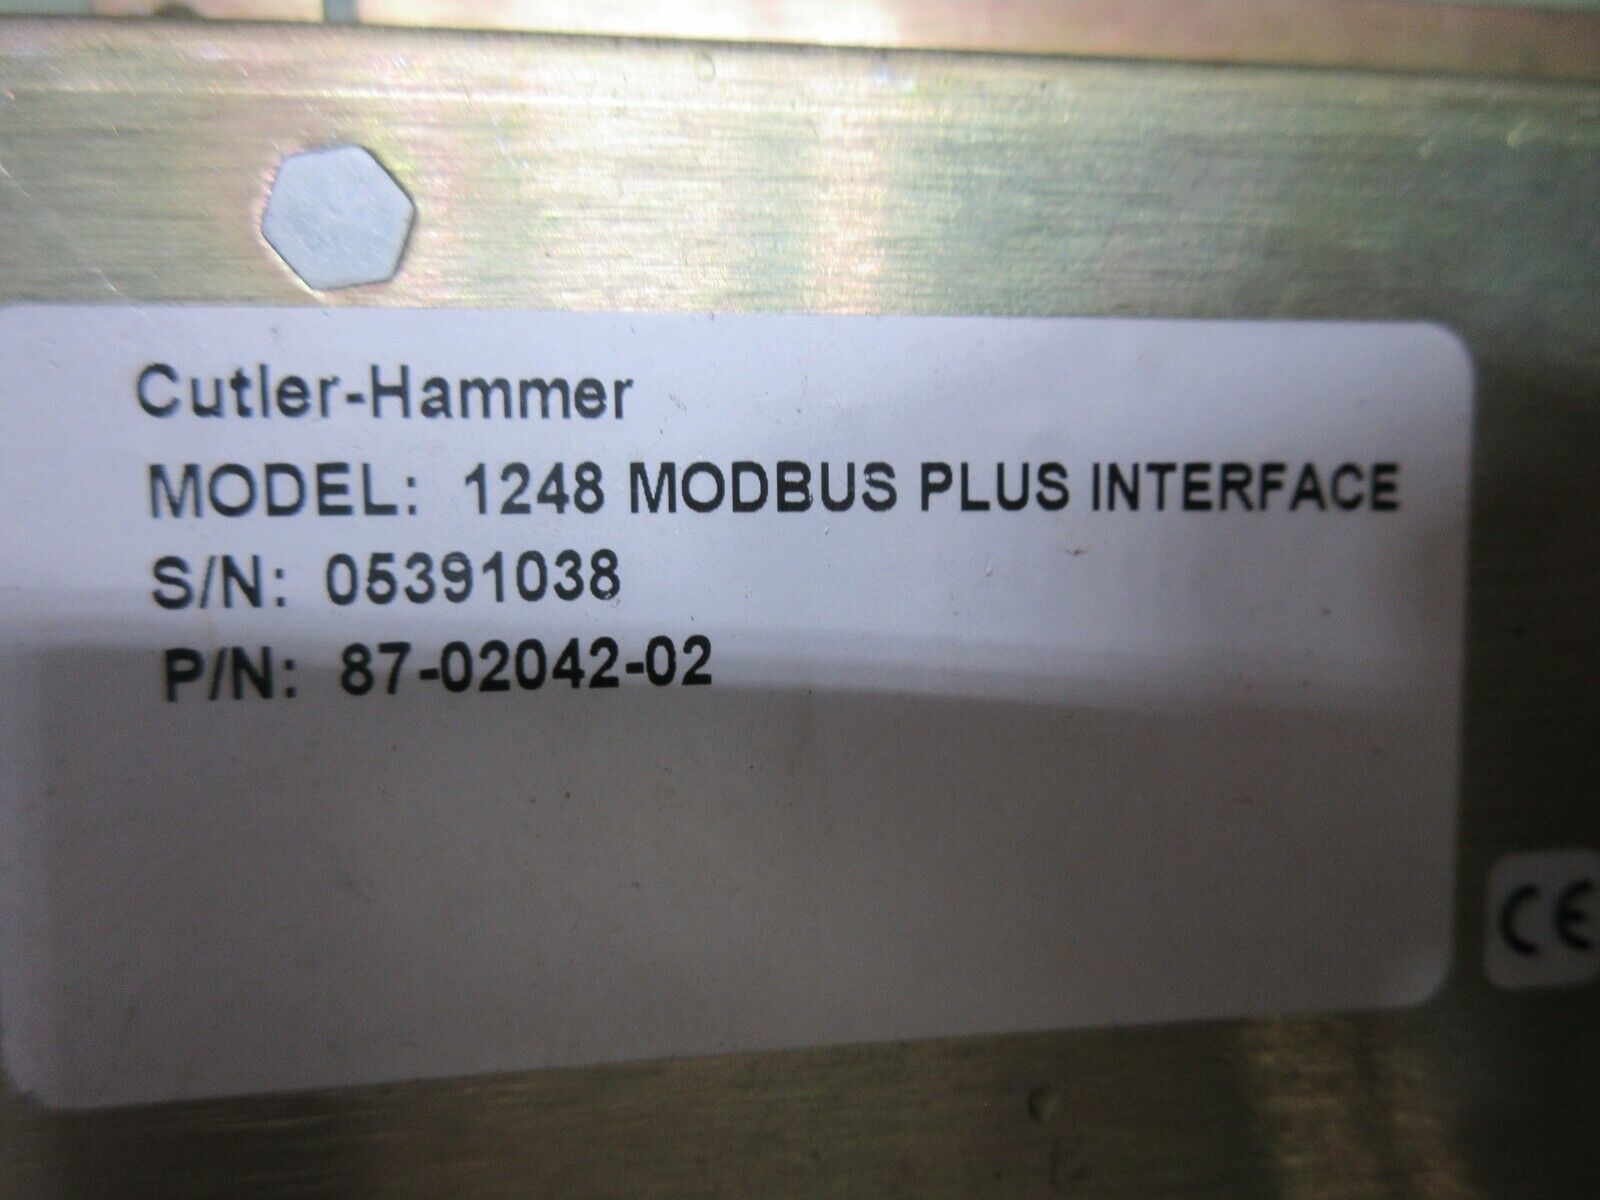 Cutler-Hammer
MODEL: 1248 MODBUS PLUS INTERFACE
S/N: 05391038
P/N: 87-02042-02
CE